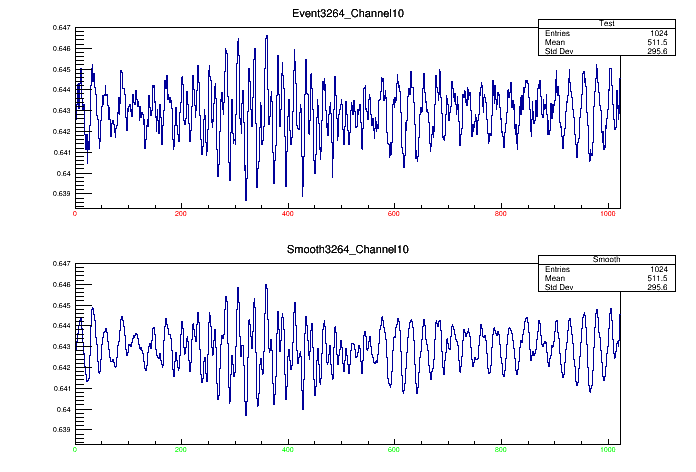 Event3264_Channel10
Test
Entries 1024
Mean 511.5
Std Dev 295.6
0.647
0.646
0.645
0.644
0.643
0.642
0.641
0.64
0.639
0 200 400 600 800 1000
Smooth3264_Channel10
Smooth
Entries 1024
Mean 511.5
Std Dev 295.6
0.647
0.646
0.645
0.644
0.643
0.642
0.641
0.64
0.639
0 200 400 600 800 1000